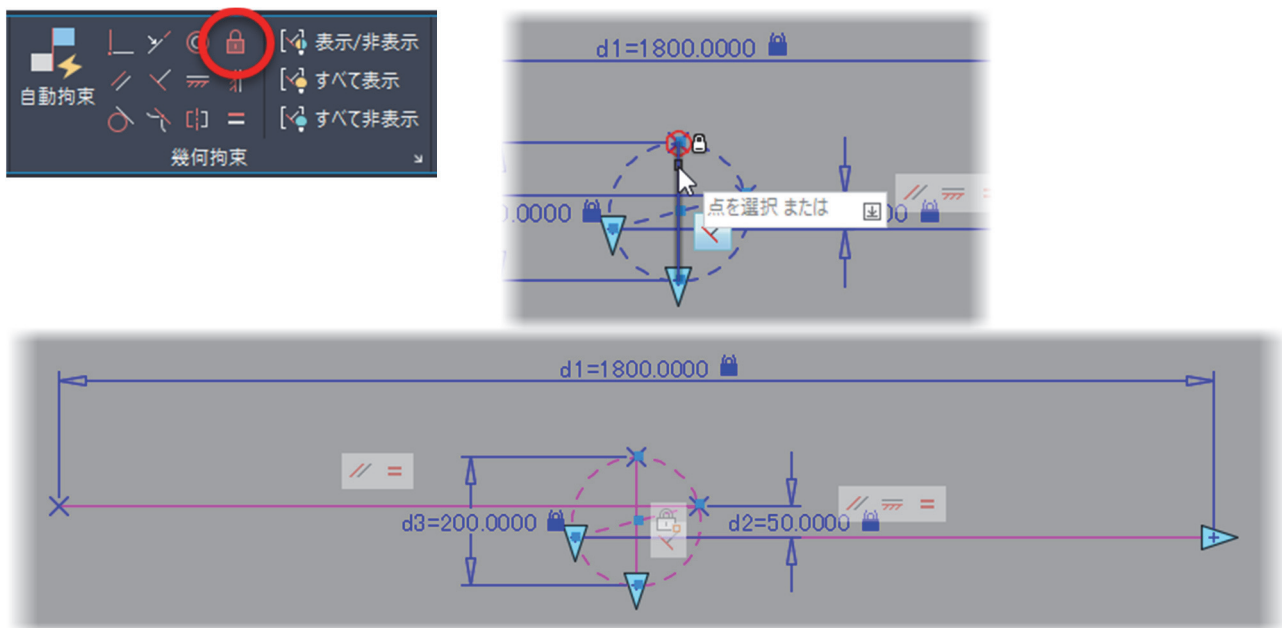 表示/非表示
自動拘束
すべて表示
すべて非表示
幾何拘束
d1=1800.0000
.0000
点を選択 または
00
d1=1800.0000
d3=200.0000
d2=50.0000